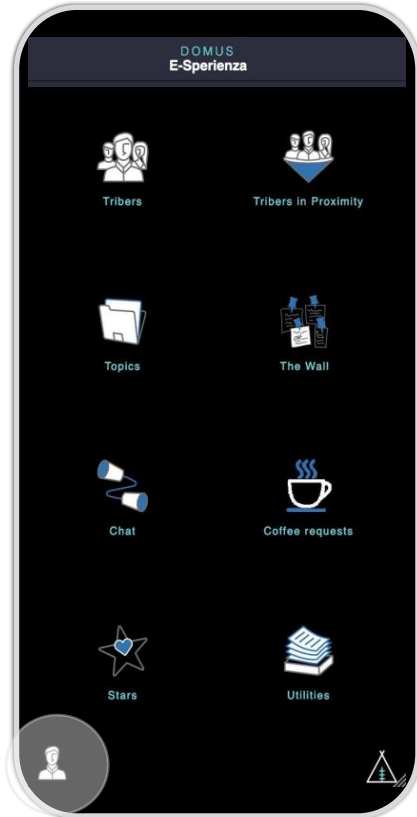 DOMUS
E-Sperienza
Tribers
Tribers in Proximity
Topics
The Wall
Chat
Coffee requests
Stars
Utilities